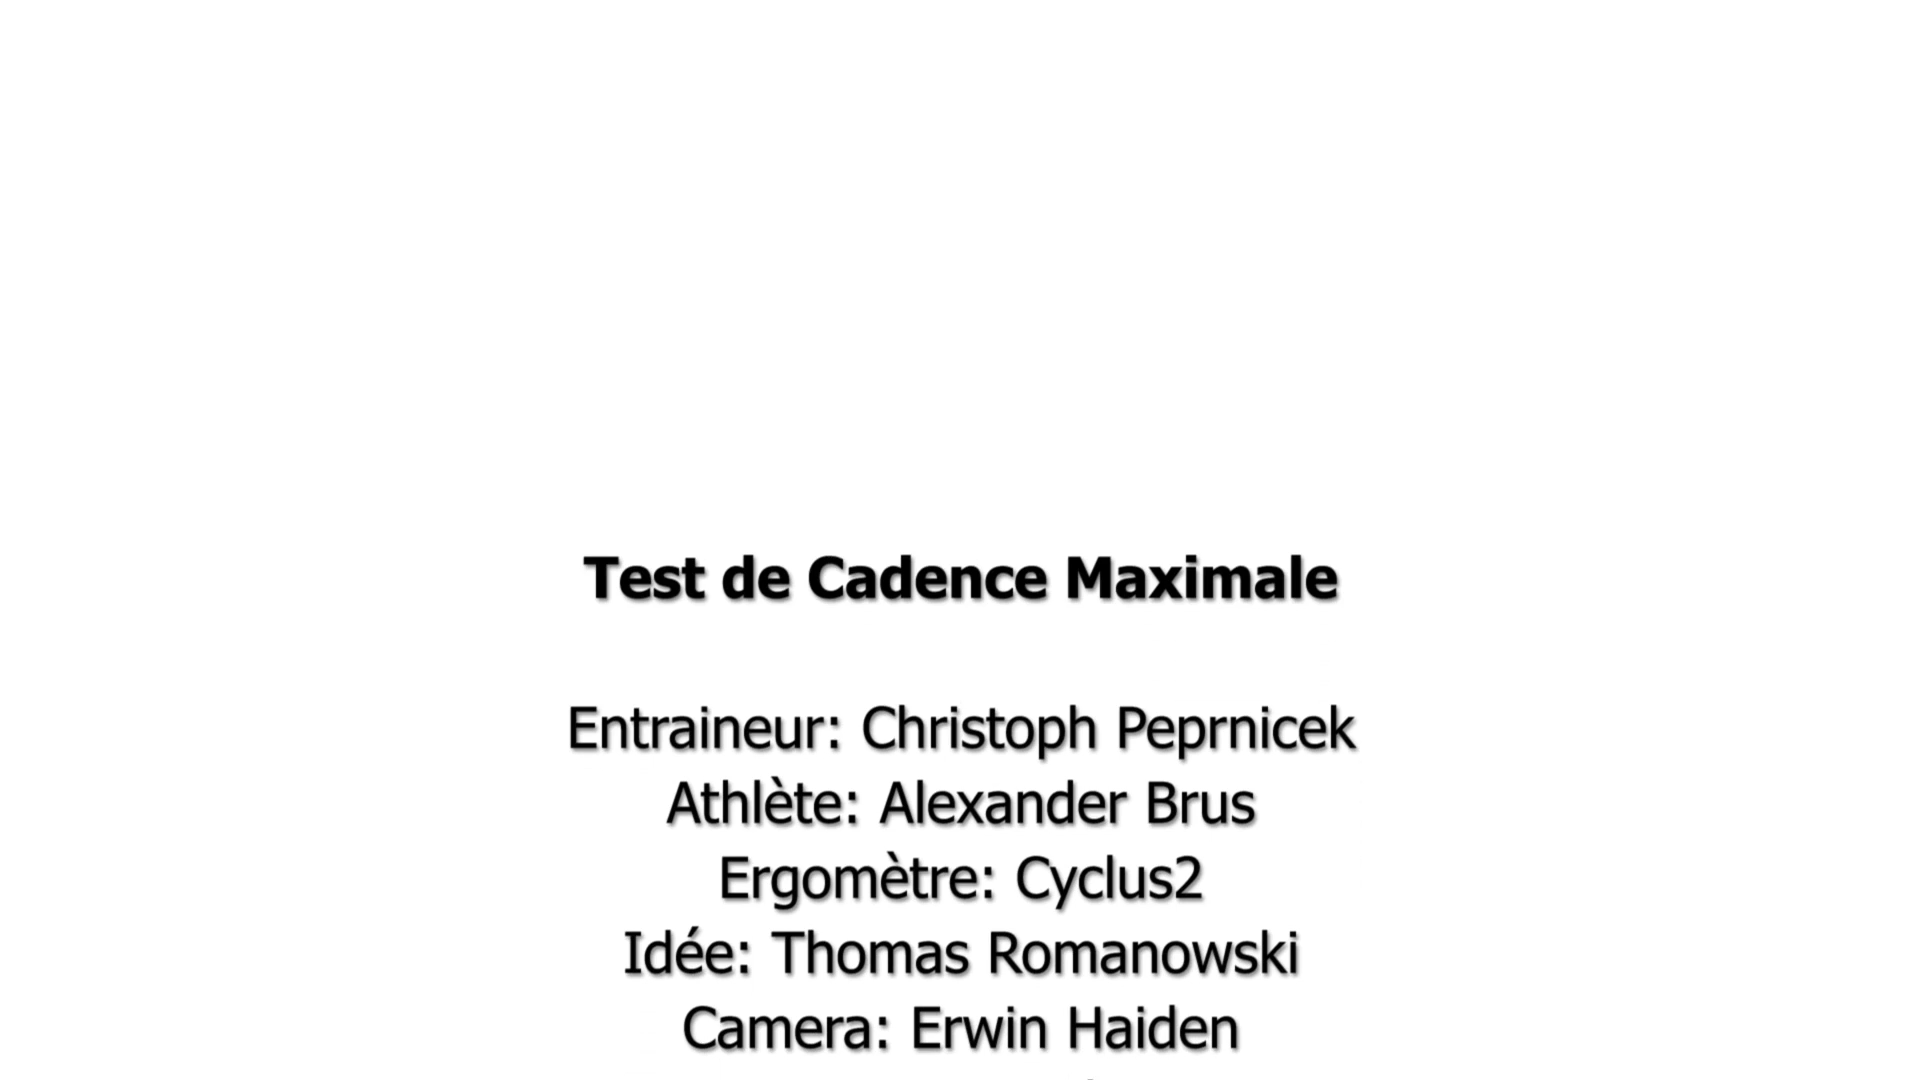 Test de Cadence Maximale
Entraineur: Christoph Peprnicek
Athlète: Alexander Brus
Ergomètre: Cyclus2
Idée: Thomas Romanowski
Camera: Erwin Haiden